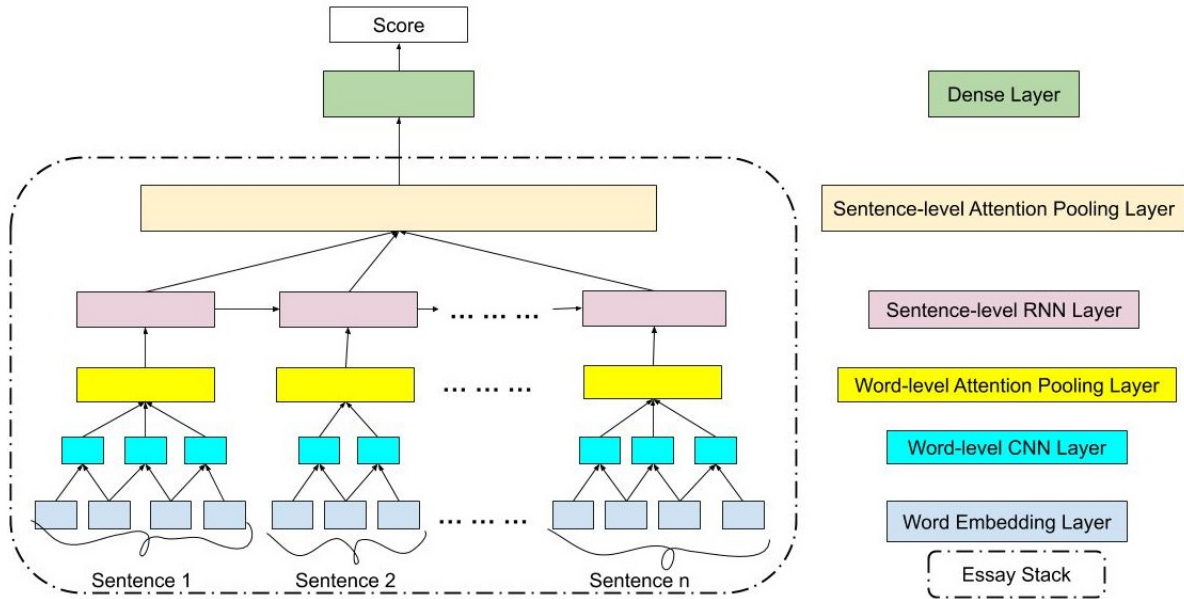 Score
Dense Layer
Sentence-level Attention Pooling Layer
Sentence-level RNN Layer
... ... ...
Word-level Attention Pooling Layer
... ... ...
Word-level CNN Layer
Word Embedding Layer
... ... ...
Sentence 1
Sentence 2
Sentence n
Essay Stack